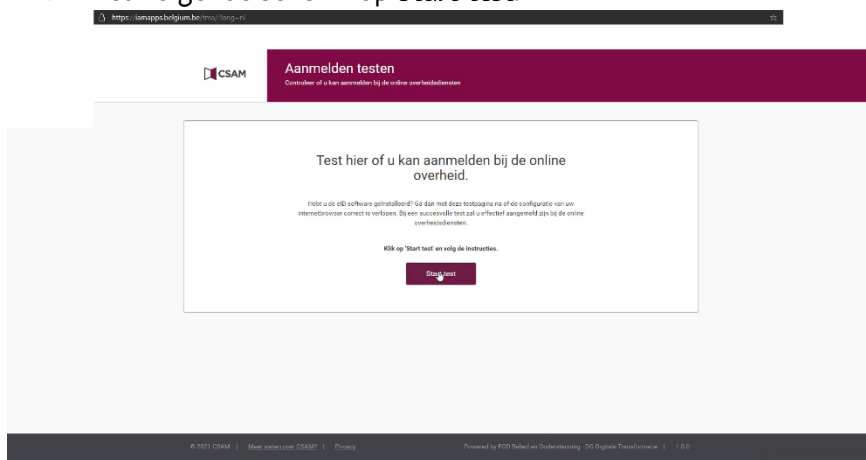 https://iamapps.belgium.be/tma/?lang=nl
CSAM
Aanmelden testen
Controleer of u kan aanmelden bij de online overheidsdiensten
Test hier of u kan aanmelden bij de online
overheid.
Hebt u de eID software geïnstalleerd? Ga dan met deze testpagina na of de configuratie van uw
internetbrowser correct is verlopen. Bij een succesvolle test zal u effectief aangemeld zijn bij de online
overheidsdiensten.
Klik op 'Start test' en volg de instructies.
Start test
© 2021 CSAM | Meer weten over CSAM? | Privacy
Powered by FOD Beleid en Ondersteuning - DG Digitale Transformatie | 1.0.0